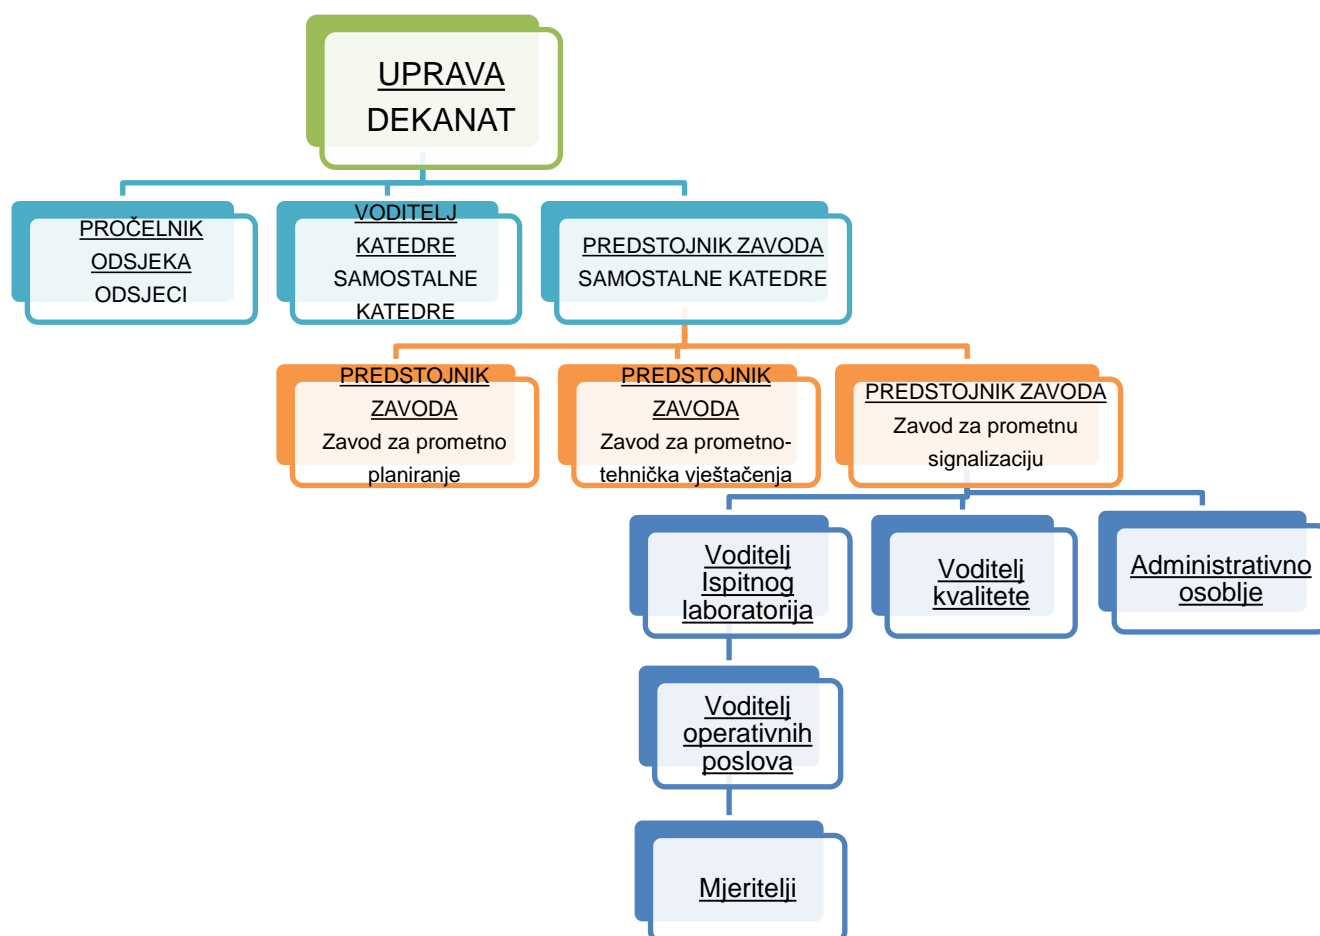 UPRAVA
DEKANAT
PROČELNIK
ODSJEKA
ODSJECI
VODITELJ
KATEDRE
SAMOSTALNE
KATEDRE
PREDSTOJNIK ZAVODA
SAMOSTALNE KATEDRE
PREDSTOJNIK
ZAVODA
Zavod za prometno
planiranje
PREDSTOJNIK
ZAVODA
Zavod za prometno-
tehnička vještačenja
PREDSTOJNIK ZAVODA
Zavod za prometnu
signalizaciju
Voditelj
Ispitnog
laboratorija
Voditelj
kvalitete
Administrativno
osoblje
Voditelj
operativnih
poslova
Mjeritelji